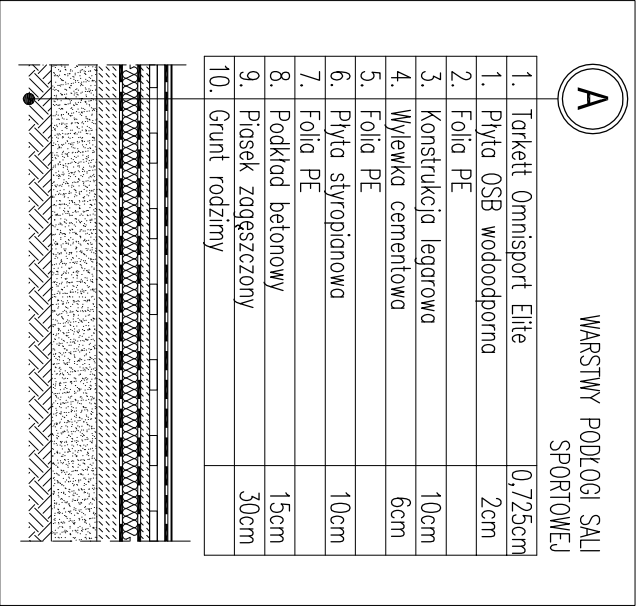 A
WARSTWY PODŁOGI SALI
SPORTOWEJ
1. Tarkett Omnisport Elite 0,725cm
1. Płyta OSB wodoodporna 2cm
2. Folia PE
3. Konstrukcja legarowa 10cm
4. Wylewka cementowa 6cm
5. Folia PE
6. Płyta styropianowa 10cm
7. Folia PE
8. Podkład betonowy 15cm
9. Piasek zagęszczony 30cm
10. Grunt rodzimy